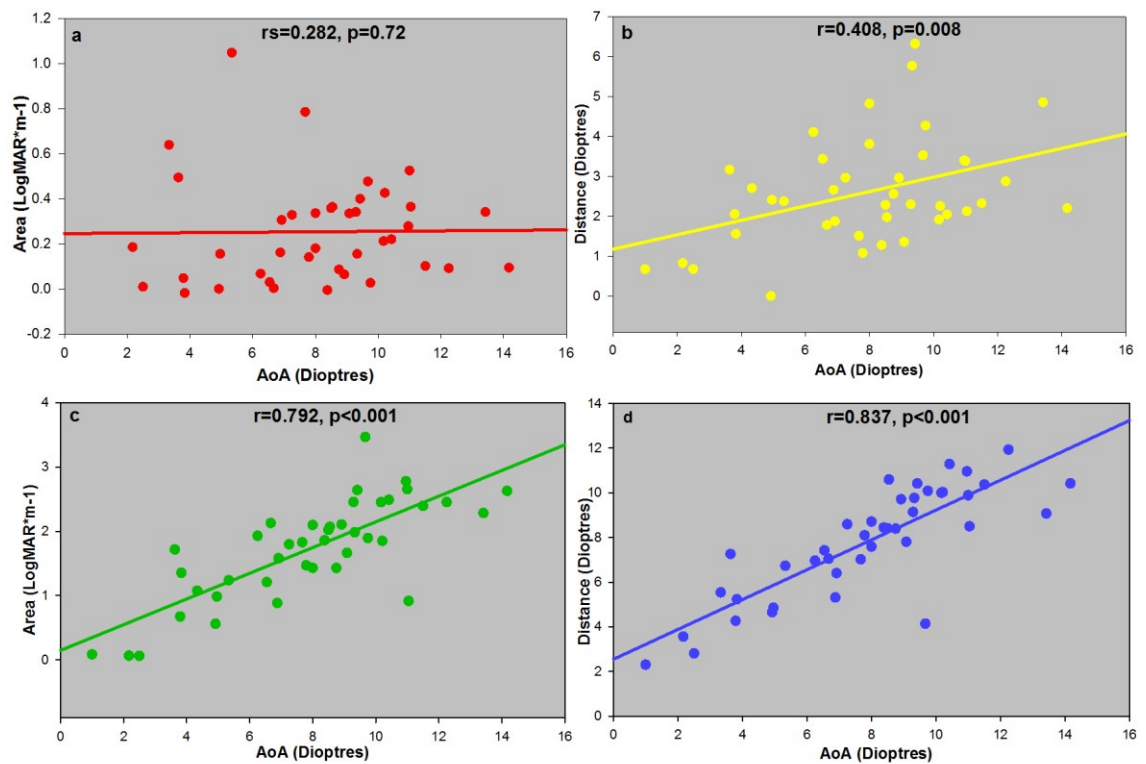 a
rs=0.282, p=0.72
Area (LogMAR*m-1)
1.2
1.0
0.8
0.6
0.4
0.2
0.0
-0.2
0 2 4 6 8 10 12 14 16
AoA (Dioptres)
b
r=0.408, p=0.008
Distance (Dioptres)
7
6
5
4
3
2
1
0
0 2 4 6 8 10 12 14 16
AoA (Dioptres)
c
r=0.792, p<0.001
Area (LogMAR*m-1)
4
3
2
1
0
0 2 4 6 8 10 12 14 16
AoA (Dioptres)
d
r=0.837, p<0.001
Distance (Dioptres)
14
12
10
8
6
4
2
0
0 2 4 6 8 10 12 14 16
AoA (Dioptres)